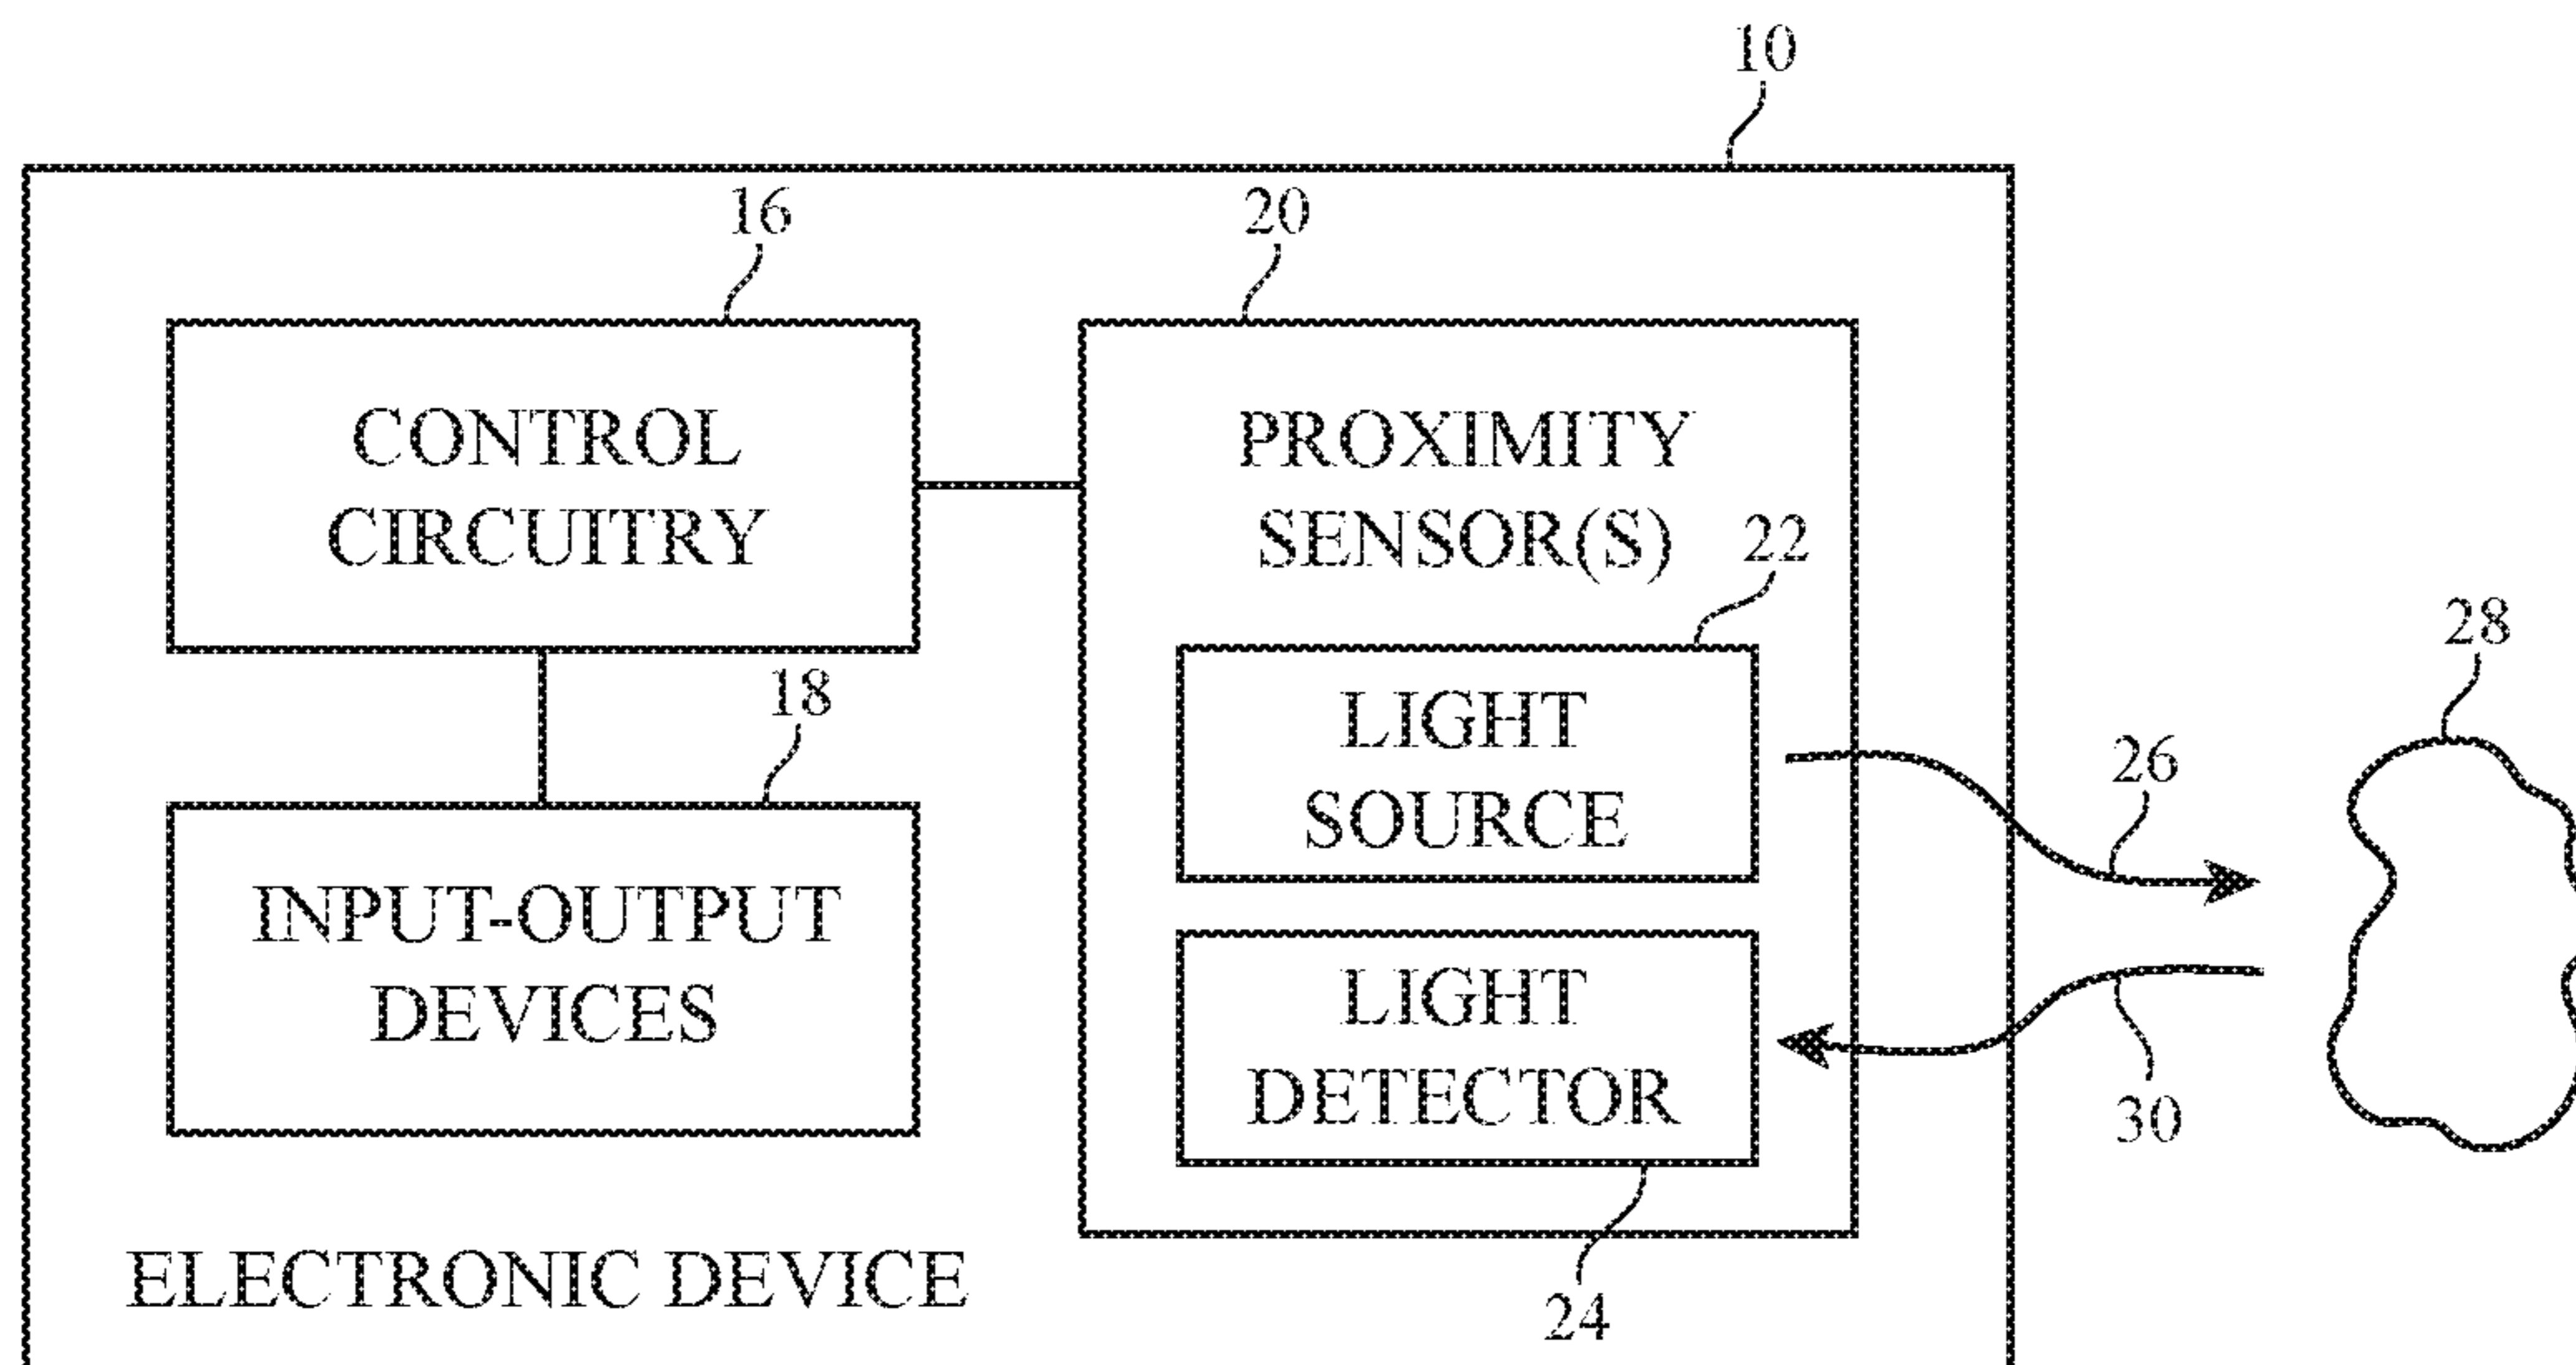 10
16
20
CONTROL
CIRCUITRY
PROXIMITY
SENSOR(S)
22
28
18
LIGHT
SOURCE
26
INPUT-OUTPUT
DEVICES
LIGHT
DETECTOR
30
ELECTRONIC DEVICE
24